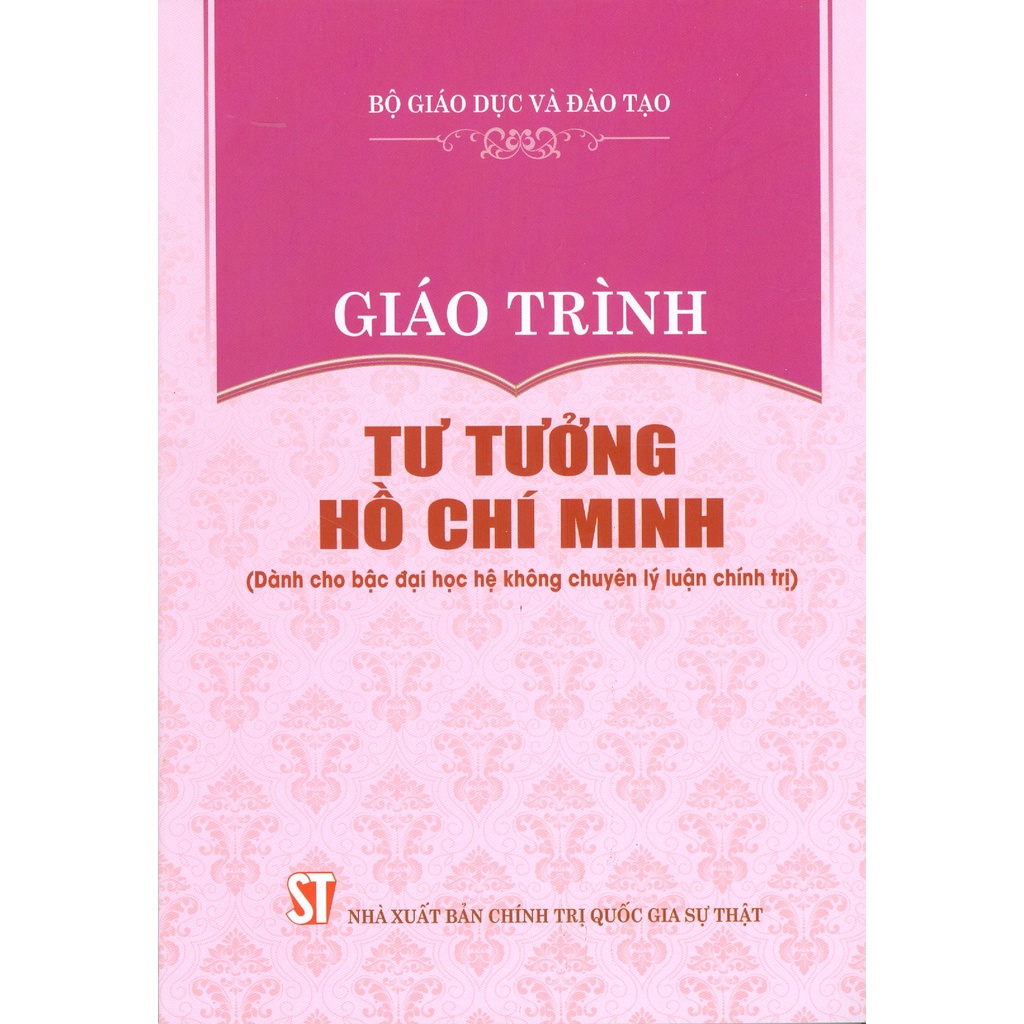 BỘ GIÁO DỤC VÀ ĐÀO TẠO
GIÁO TRÌNH
TƯ TƯỞNG
HỒ CHÍ MINH
(Dành cho bậc đại học hệ không chuyên lý luận chính trị)
ST
NHÀ XUẤT BẢN CHÍNH TRỊ QUỐC GIA SỰ THẬT